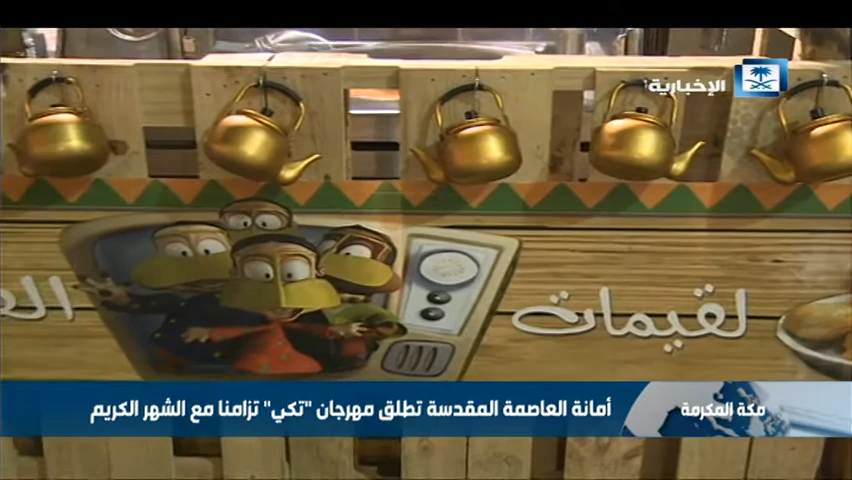 الإخبارية
لقيمات
مكة المكرمة
أمانة العاصمة المقدسة تطلق مهرجان "تكي" تزامنا مع الشهر الكريم